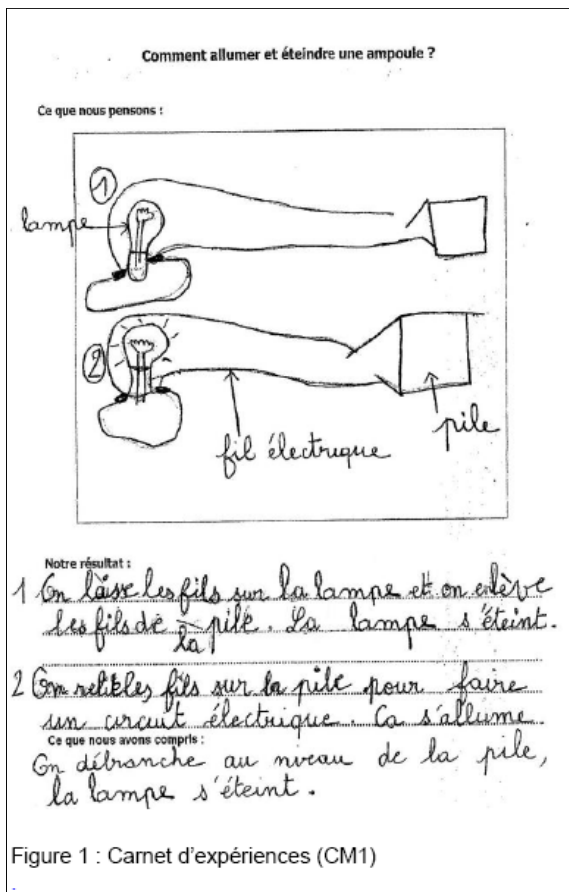 Comment allumer et éteindre une ampoule ?
Ce que nous pensons :
1
lampe
2
fil électrique
pile
Notre résultat :
1 On laisse les fils sur la lampe et on enlève
les fils de la pile. La lampe s'éteint.
2 On les fils sur la pile pour faire
un circuit électrique. Ca s'allume
Ce que nous avons compris :
On débranche au niveau de la pile,
la lampe s'éteint.
Figure 1 : Carnet d'expériences (CM1)